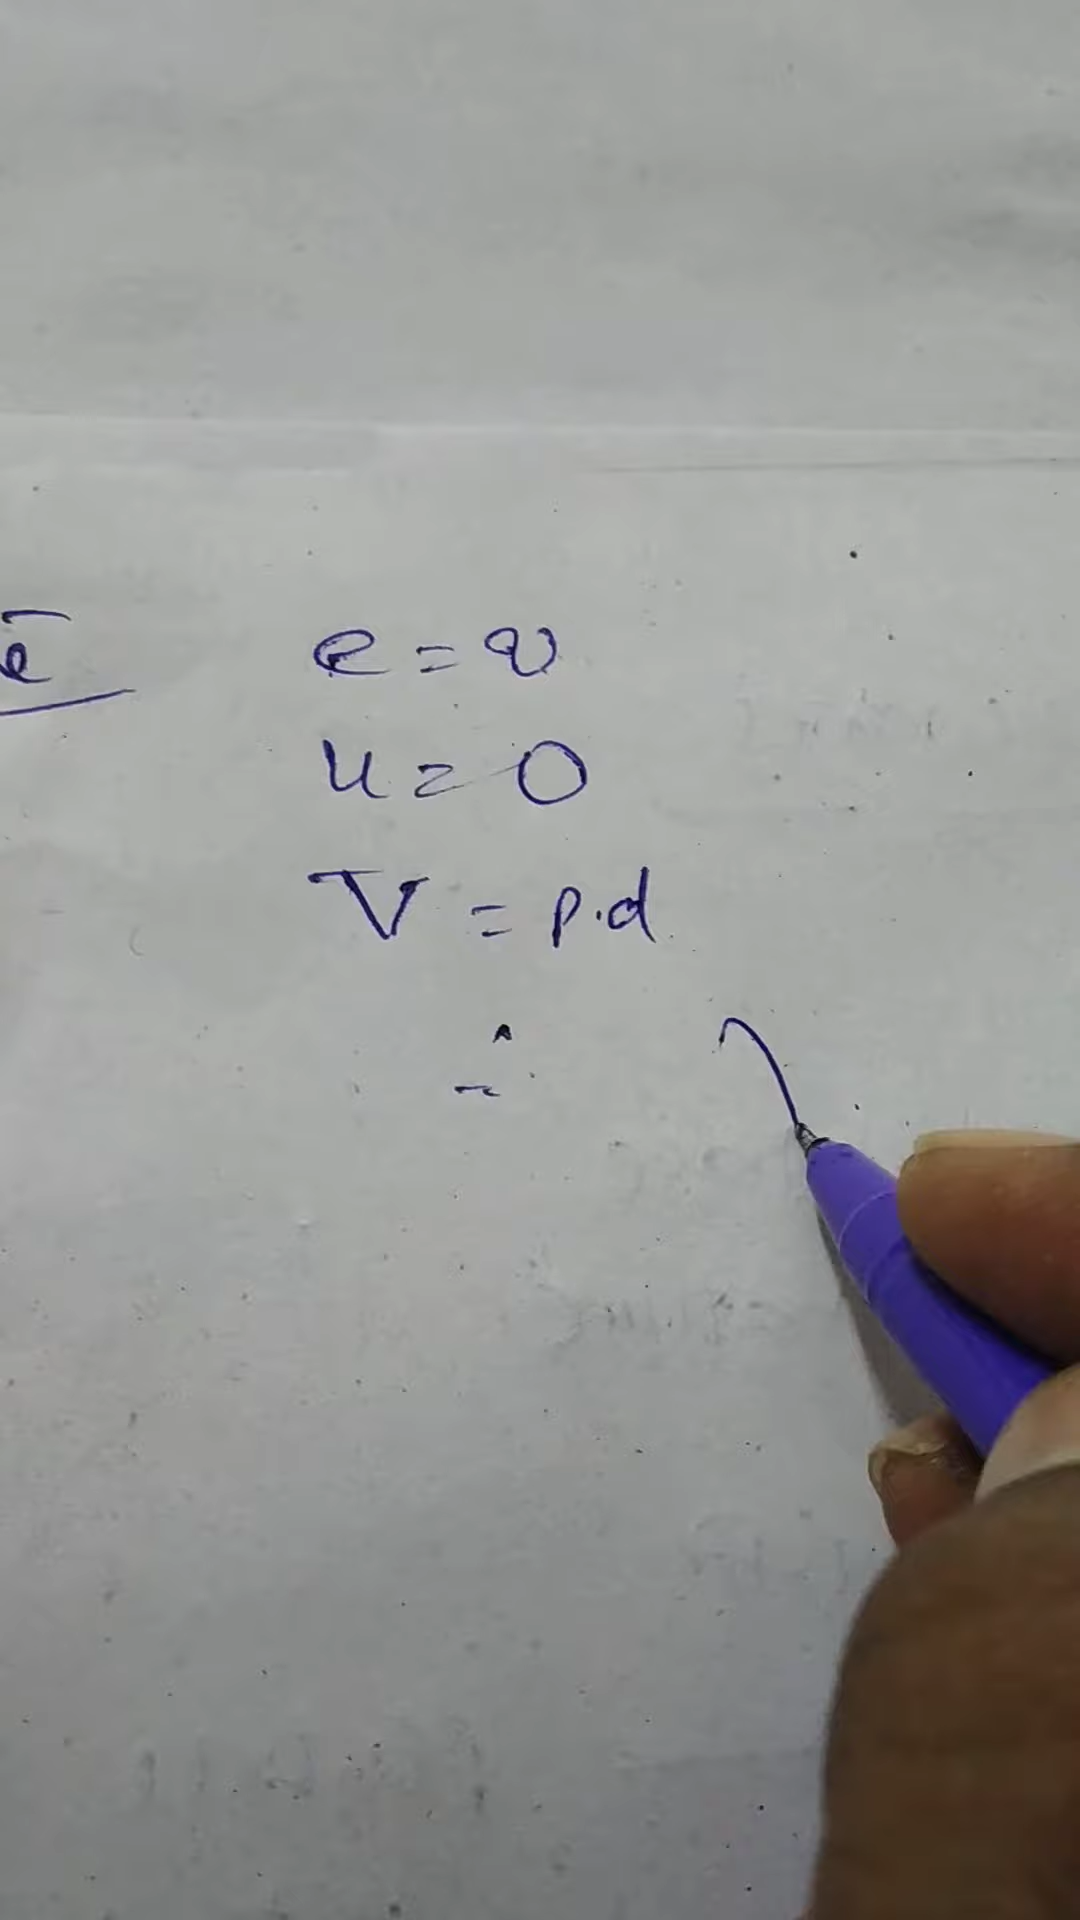 ē e = q
u = 0
V = p.d
=